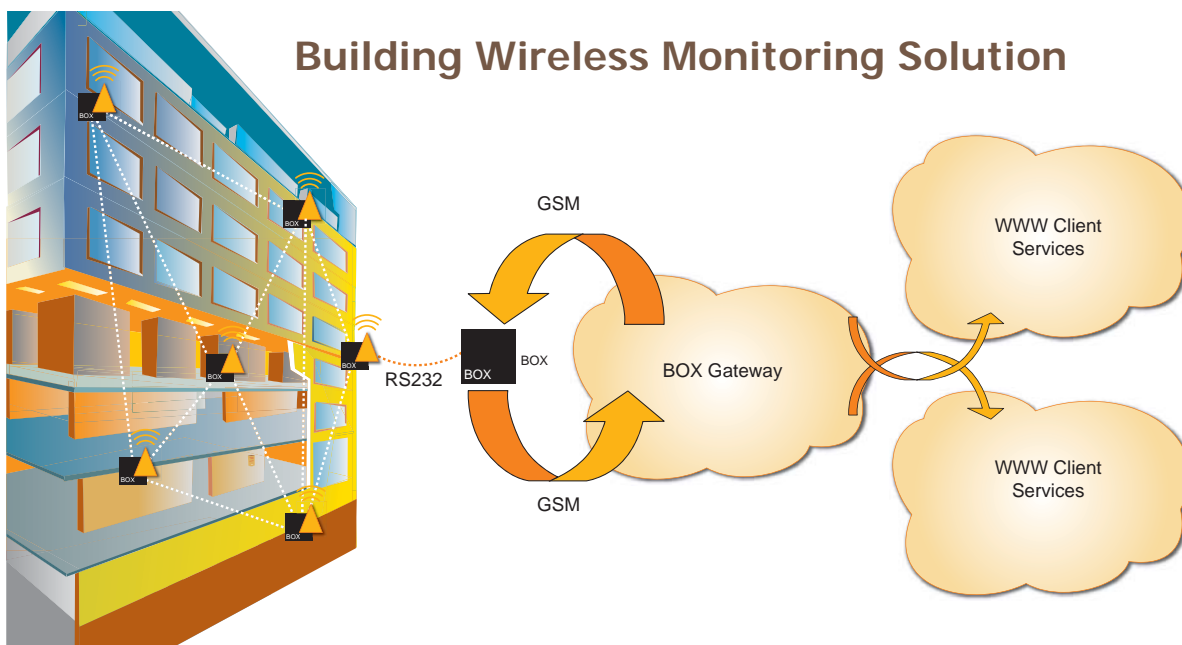 Building Wireless Monitoring Solution
BOX
BOX
GSM
WWW Client
Services
BOX
BOX
RS232
BOX
BOX
BOX Gateway
BOX
BOX
GSM
WWW Client
Services